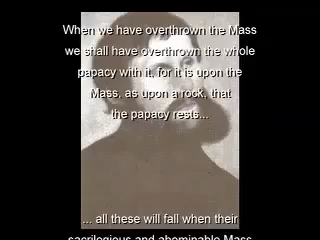 When we have overthrown the Mass
we shall have overthrown the whole
papacy with it, for it is upon the
Mass, as upon a rock, that
the papacy rests...
... all these will fall when their
sacrilegious and abominable Mass